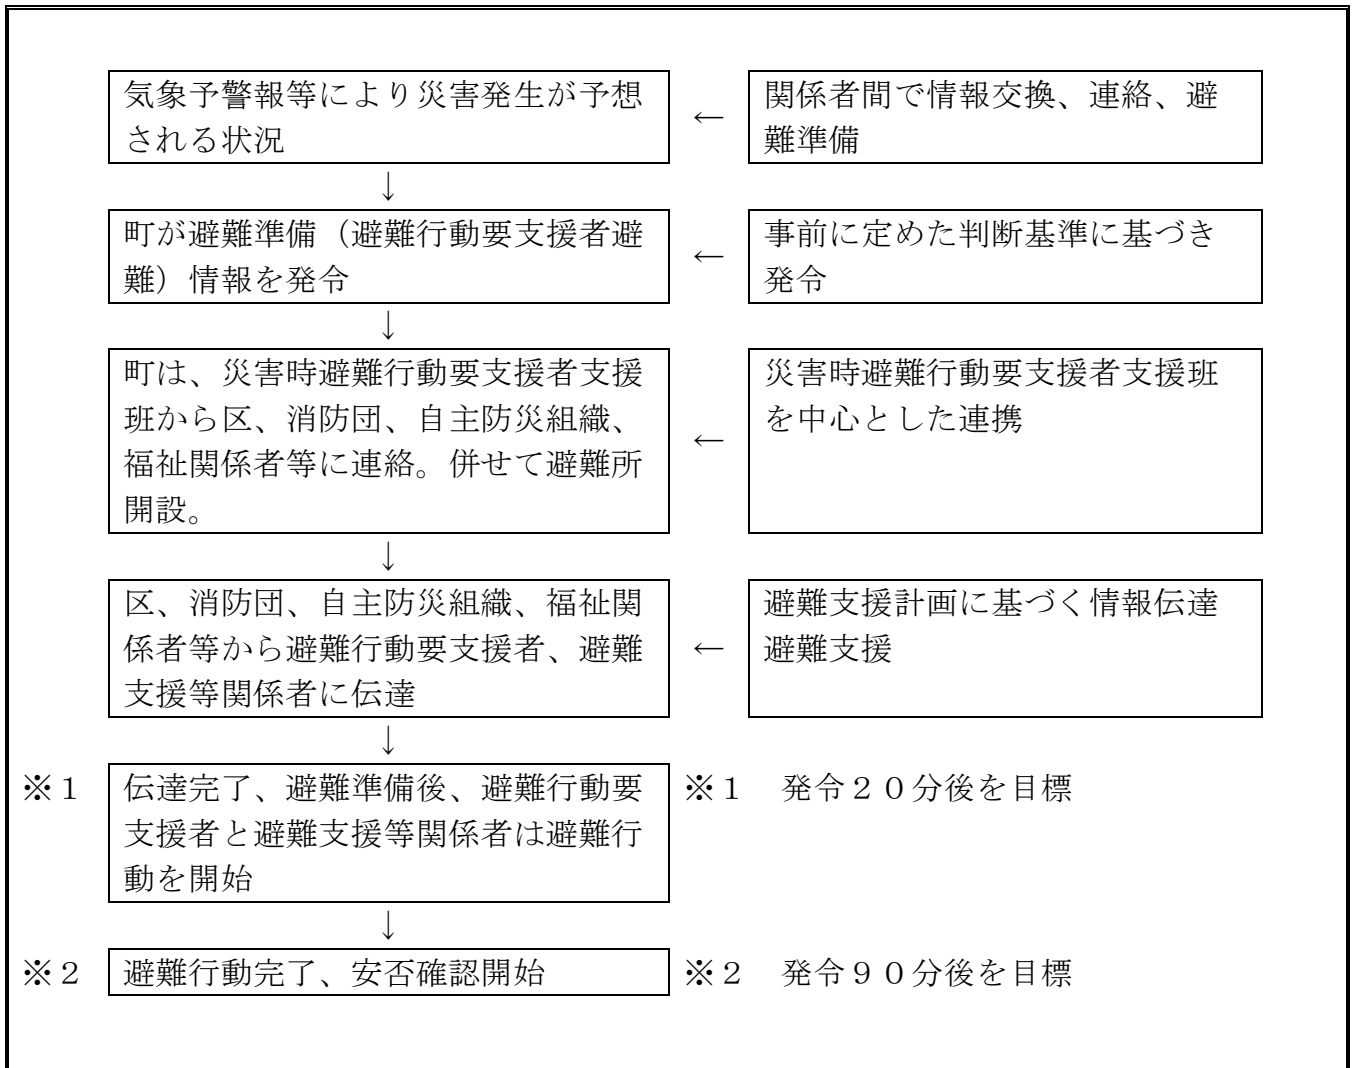 気象予警報等により災害発生が予想
される状況
←
関係者間で情報交換、連絡、避
難準備
↓
町が避難準備（避難行動要支援者避
難）情報を発令
←
事前に定めた判断基準に基づき
発令
↓
町は、災害時避難行動要支援者支援
班から区、消防団、自主防災組織、
福祉関係者等に連絡。併せて避難所
開設。
←
災害時避難行動要支援者支援班
を中心とした連携
↓
区、消防団、自主防災組織、福祉関
係者等から避難行動要支援者、避難
支援等関係者に伝達
←
避難支援計画に基づく情報伝達
避難支援
↓
※１
伝達完了、避難準備後、避難行動要
支援者と避難支援等関係者は避難行
動を開始
※１　発令２０分後を目標
↓
※２
避難行動完了、安否確認開始
※２　発令９０分後を目標